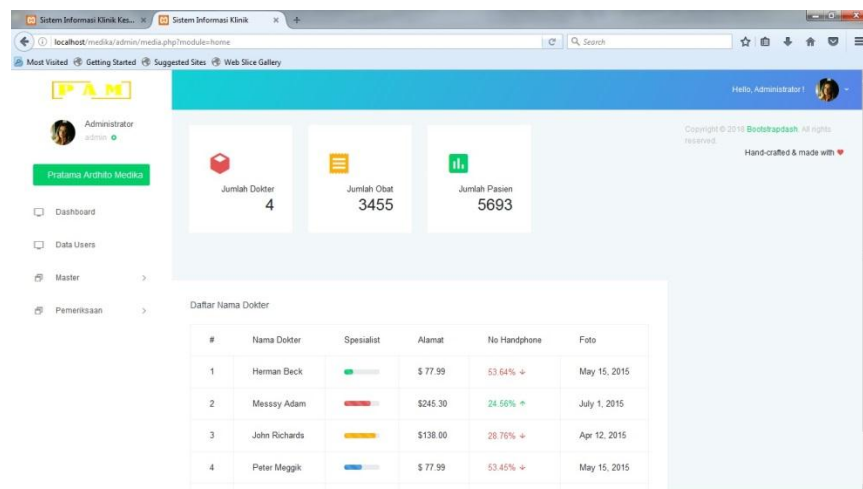 Sistem Informasi Klinik Kes...
Sistem Informasi Klinik
localhost/medika/admin/media.php?module=home
Search
Most Visited
Getting Started
Suggested Sites
Web Slice Gallery
PAM
Hello, Administrator !
Administrator
admin
Pratama Ardhito Medika
Dashboard
Data Users
Master
Pemeriksaan
Jumlah Dokter
4
Jumlah Obat
3455
Jumlah Pasien
5693
Copyright © 2018 Bootstrapdash. All rights
reserved.
Hand-crafted & made with
Daftar Nama Dokter
# Nama Dokter Spesialist Alamat No Handphone Foto
1 Herman Beck $ 77.99 53.64% ↓ May 15, 2015
2 Messsy Adam $245.30 24.56% ↑ July 1, 2015
3 John Richards $138.00 28.76% ↓ Apr 12, 2015
4 Peter Meggik $ 77.99 53.45% ↓ May 15, 2015